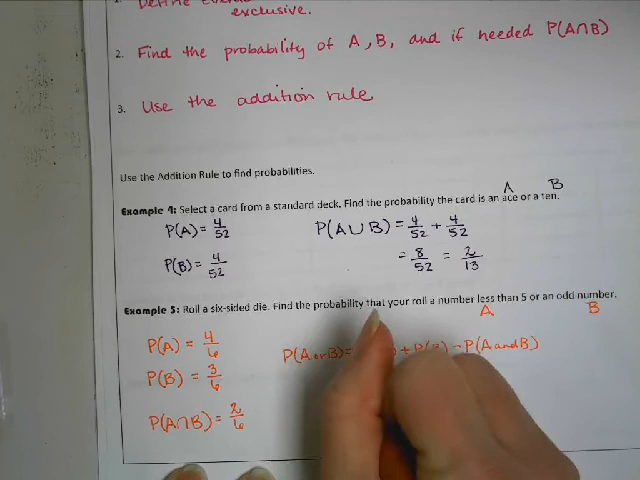 1. Define
exclusive.
2. Find the probability of A, B, and if needed P(A∩B)
3. Use the addition rule
Use the Addition Rule to find probabilities.
A B
Example 4: Select a card from a standard deck. Find the probability the card is an ace or a ten.
P(A) = 4/52 P(A∪B) = 4/52 + 4/52
P(B) = 4/52 = 8/52 = 2/13
Example 5: Roll a six-sided die. Find the probability that your roll a number less than 5 or an odd number.
A B
P(A) = 4/6
P(A or B) = + P(B) - P(A and B)
P(B) = 3/6
P(A∩B) = 2/6